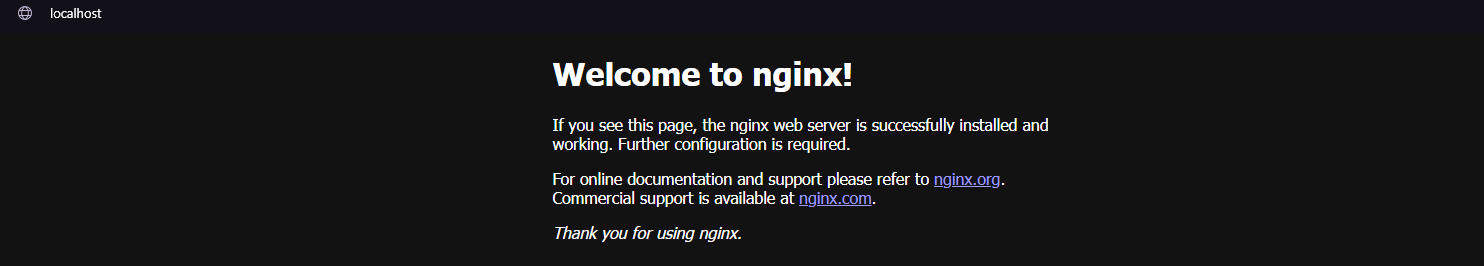 localhost
Welcome to nginx!
If you see this page, the nginx web server is successfully installed and
working. Further configuration is required.
For online documentation and support please refer to nginx.org.
Commercial support is available at nginx.com.
Thank you for using nginx.